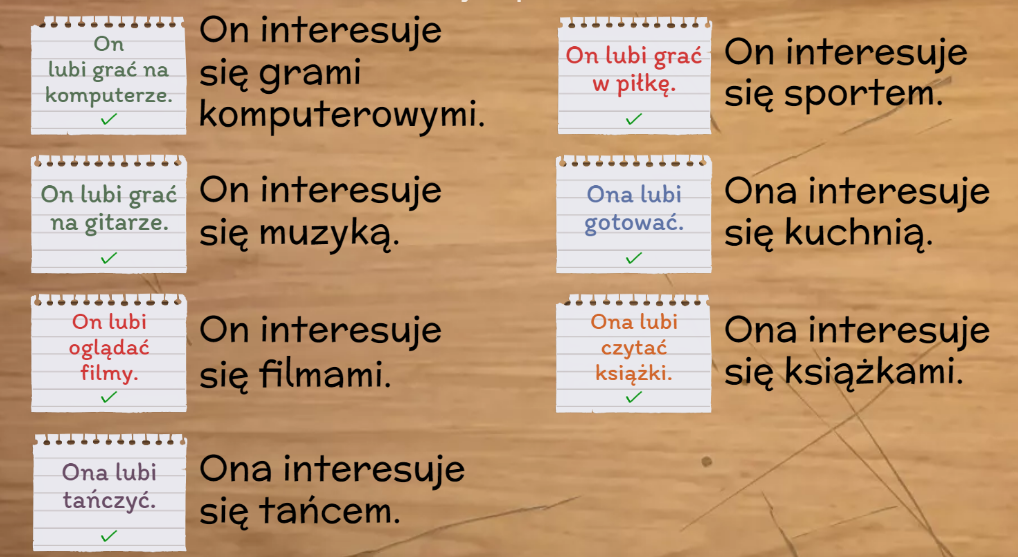 On
lubi grać na
komputerze.
On interesuje
się grami
komputerowymi.
On lubi grać
w piłkę.
On interesuje
się sportem.
On lubi grać
na gitarze.
On interesuje
się muzyką.
Ona lubi
gotować.
Ona interesuje
się kuchnią.
On lubi
oglądać
filmy.
On interesuje
się filmami.
Ona lubi
czytać
książki.
Ona interesuje
się książkami.
Ona lubi
tańczyć.
Ona interesuje
się tańcem.